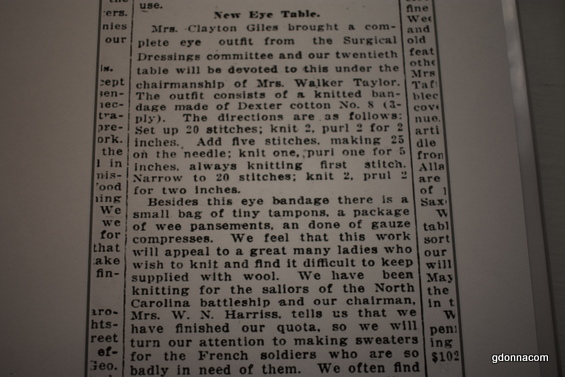 use.
New Eye Table.
Mrs. Clayton Giles brought a com-
plete eye outfit from the Surgical
Dressings committee and our twentieth
table will be devoted to this under the
chairmanship of Mrs. Walker Taylor.
The outfit consists of a knitted ban-
dage made of Dexter cotton No. 8 (3-
ply). The directions are as follows:
Set up 20 stitches; knit 2, purl 2 for 2
inches. Add five stitches, making 25
on the needle; knit one, purl one for 5
inches, always knitting first stitch.
Narrow to 20 stitches; knit 2, prul 2
for two inches.
Besides this eye bandage there is a
small bag of tiny tampons, a package
of wee pansements, an done of gauze
compresses. We feel that this work
will appeal to a great many ladies who
wish to knit and find it difficult to keep
supplied with wool. We have been
knitting for the saliors of the North
Carolina battleship and our chairman,
Mrs. W. N. Harriss, tells us that we
have finished our quota, so we will
turn our attention to making sweaters
for the French soldiers who are so
badly in need of them. We often find
gdonnacom